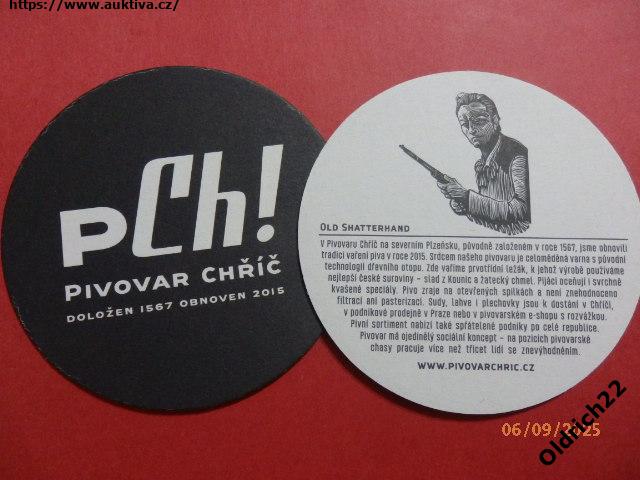 https://www.auktiva.cz/
PCh!
PIVOVAR CHŘÍČ
DOLOŽEN 1567 OBNOVEN 2015
OLD SHATTERHAND
V Pivovaru Chříč na severním Plzeňsku, původně založeném v roce 1567, jsme obnovili
tradici vaření piva v roce 2015. Srdcem našeho pivovaru je celoměděná varna s původní
technologií dřevního otopu. Zde vaříme prvotřídní ležák, k jehož výrobě používáme
nejlepší české suroviny – slad z Kounic a žatecký chmel. Pijáci oceňují i svrchně
kvašené speciály. Pivo zraje na otevřených spilkách a není znehodnoceno
filtrací ani pasterizací. Sudy, lahve i plechovky jsou k dostání v Chříči,
v podnikové prodejně v Praze nebo v pivovarském e-shopu s rozvážkou.
Pivní sortiment nabízí také spřátelené podniky po celé republice.
Pivovar má ojedinělý sociální koncept – na pozicích pivovarské
chasy pracuje více než třicet lidí se znevýhodněním.
WWW.PIVOVARCHRIC.CZ
06/09/2025
Oldrich22